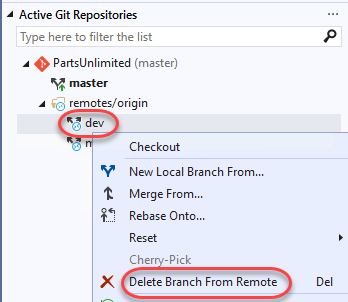 Active Git Repositories
Type here to filter the list
PartsUnlimited (master)
master
remotes/origin
dev
Checkout
New Local Branch From...
Merge From...
Rebase Onto...
Reset
Cherry-Pick
Delete Branch From Remote Del